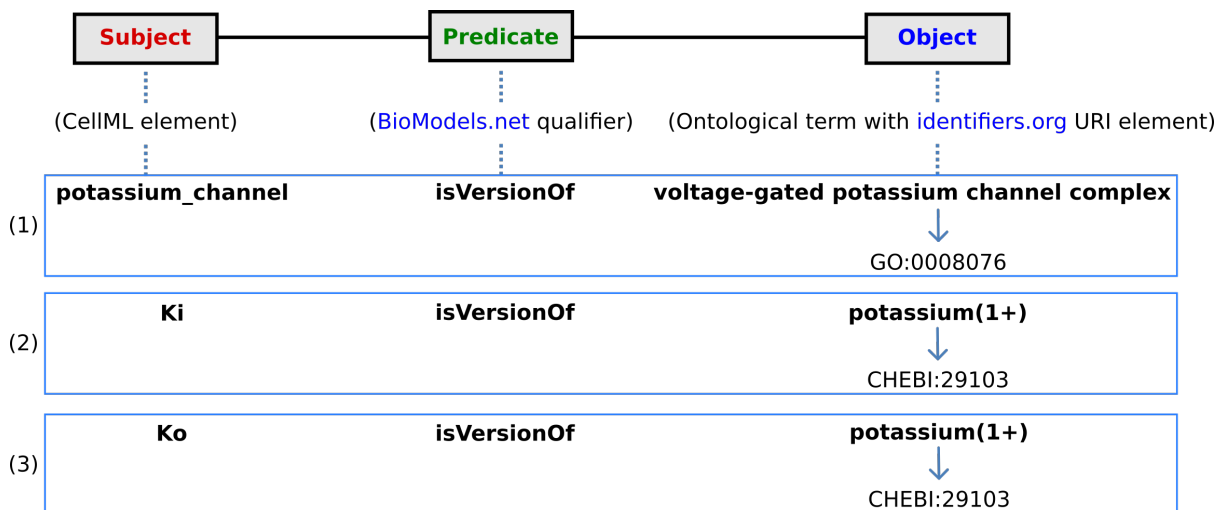 Subject Predicate Object
(CellML element) (BioModels.net qualifier) (Ontological term with identifiers.org URI element)
potassium_channel isVersionOf voltage-gated potassium channel complex
(1)
GO:0008076
Ki isVersionOf potassium(1+)
(2)
CHEBI:29103
Ko isVersionOf potassium(1+)
(3)
CHEBI:29103